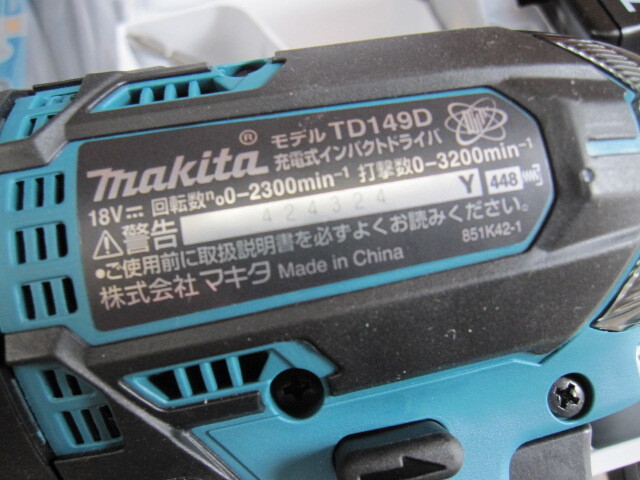 makita®
モデル TD149D
充電式インパクトドライバ
18V 回転数n₀0-2300min⁻¹ 打撃数0-3200min⁻¹
424324 Y 448
警告
●ご使用前に取扱説明書を必ずよくお読みください。
851K42-1
株式会社 マキタ Made in China